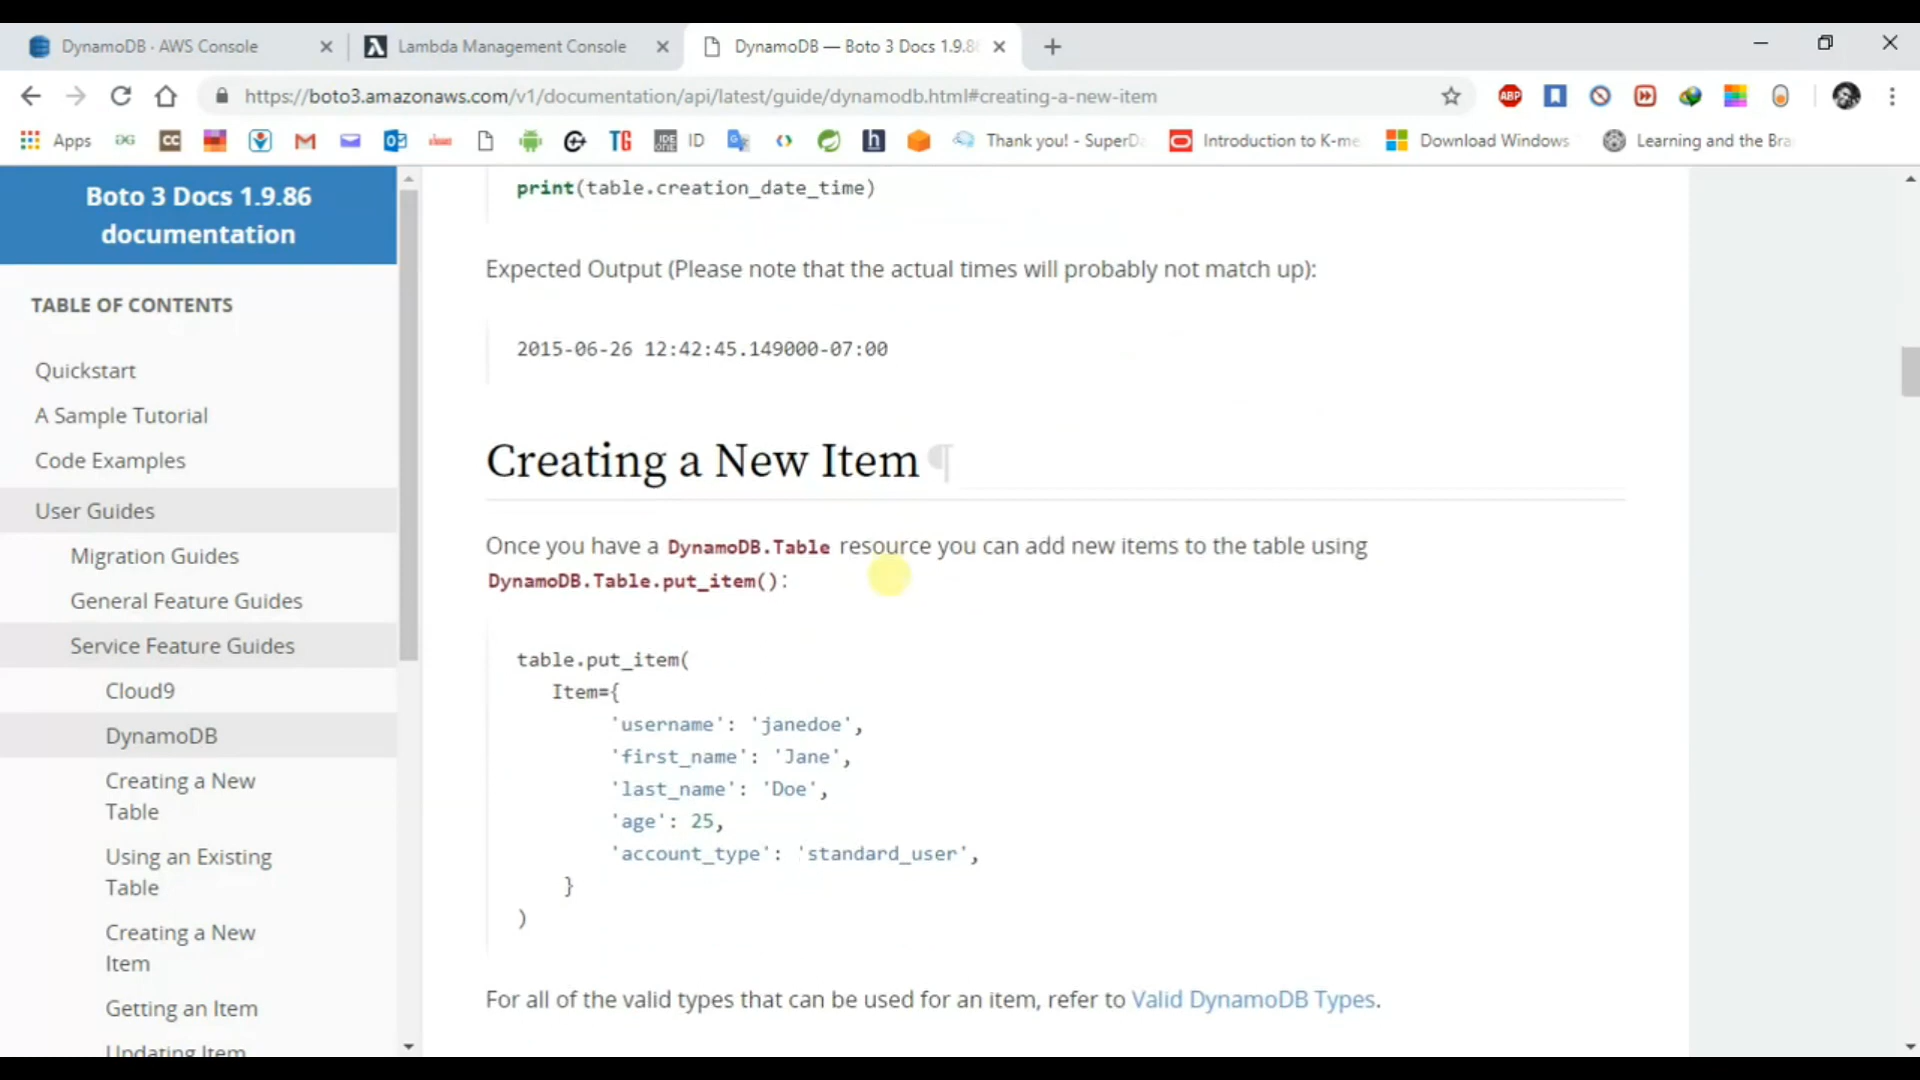 DynamoDB · AWS Console
Lambda Management Console
DynamoDB — Boto 3 Docs 1.9.86
https://boto3.amazonaws.com/v1/documentation/api/latest/guide/dynamodb.html#creating-a-new-item
ABP
Apps
CC
TG
ID
h
Thank you! - SuperDa
Introduction to K-me
Download Windows
Learning and the Bra
Boto 3 Docs 1.9.86
documentation
TABLE OF CONTENTS
Quickstart
A Sample Tutorial
Code Examples
User Guides
Migration Guides
General Feature Guides
Service Feature Guides
Cloud9
DynamoDB
Creating a New
Table
Using an Existing
Table
Creating a New
Item
Getting an Item
Updating Item
print(table.creation_date_time)
Expected Output (Please note that the actual times will probably not match up):
2015-06-26 12:42:45.149000-07:00
Creating a New Item ¶
Once you have a DynamoDB.Table resource you can add new items to the table using
DynamoDB.Table.put_item():
table.put_item(
Item={
'username': 'janedoe',
'first_name': 'Jane',
'last_name': 'Doe',
'age': 25,
'account_type': 'standard_user',
}
)
For all of the valid types that can be used for an item, refer to Valid DynamoDB Types.